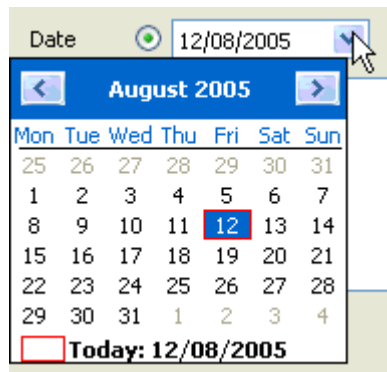 Date 12/08/2005
August 2005
Mon Tue Wed Thu Fri Sat Sun
25 26 27 28 29 30 31
1 2 3 4 5 6 7
8 9 10 11 12 13 14
15 16 17 18 19 20 21
22 23 24 25 26 27 28
29 30 31 1 2 3 4
Today: 12/08/2005